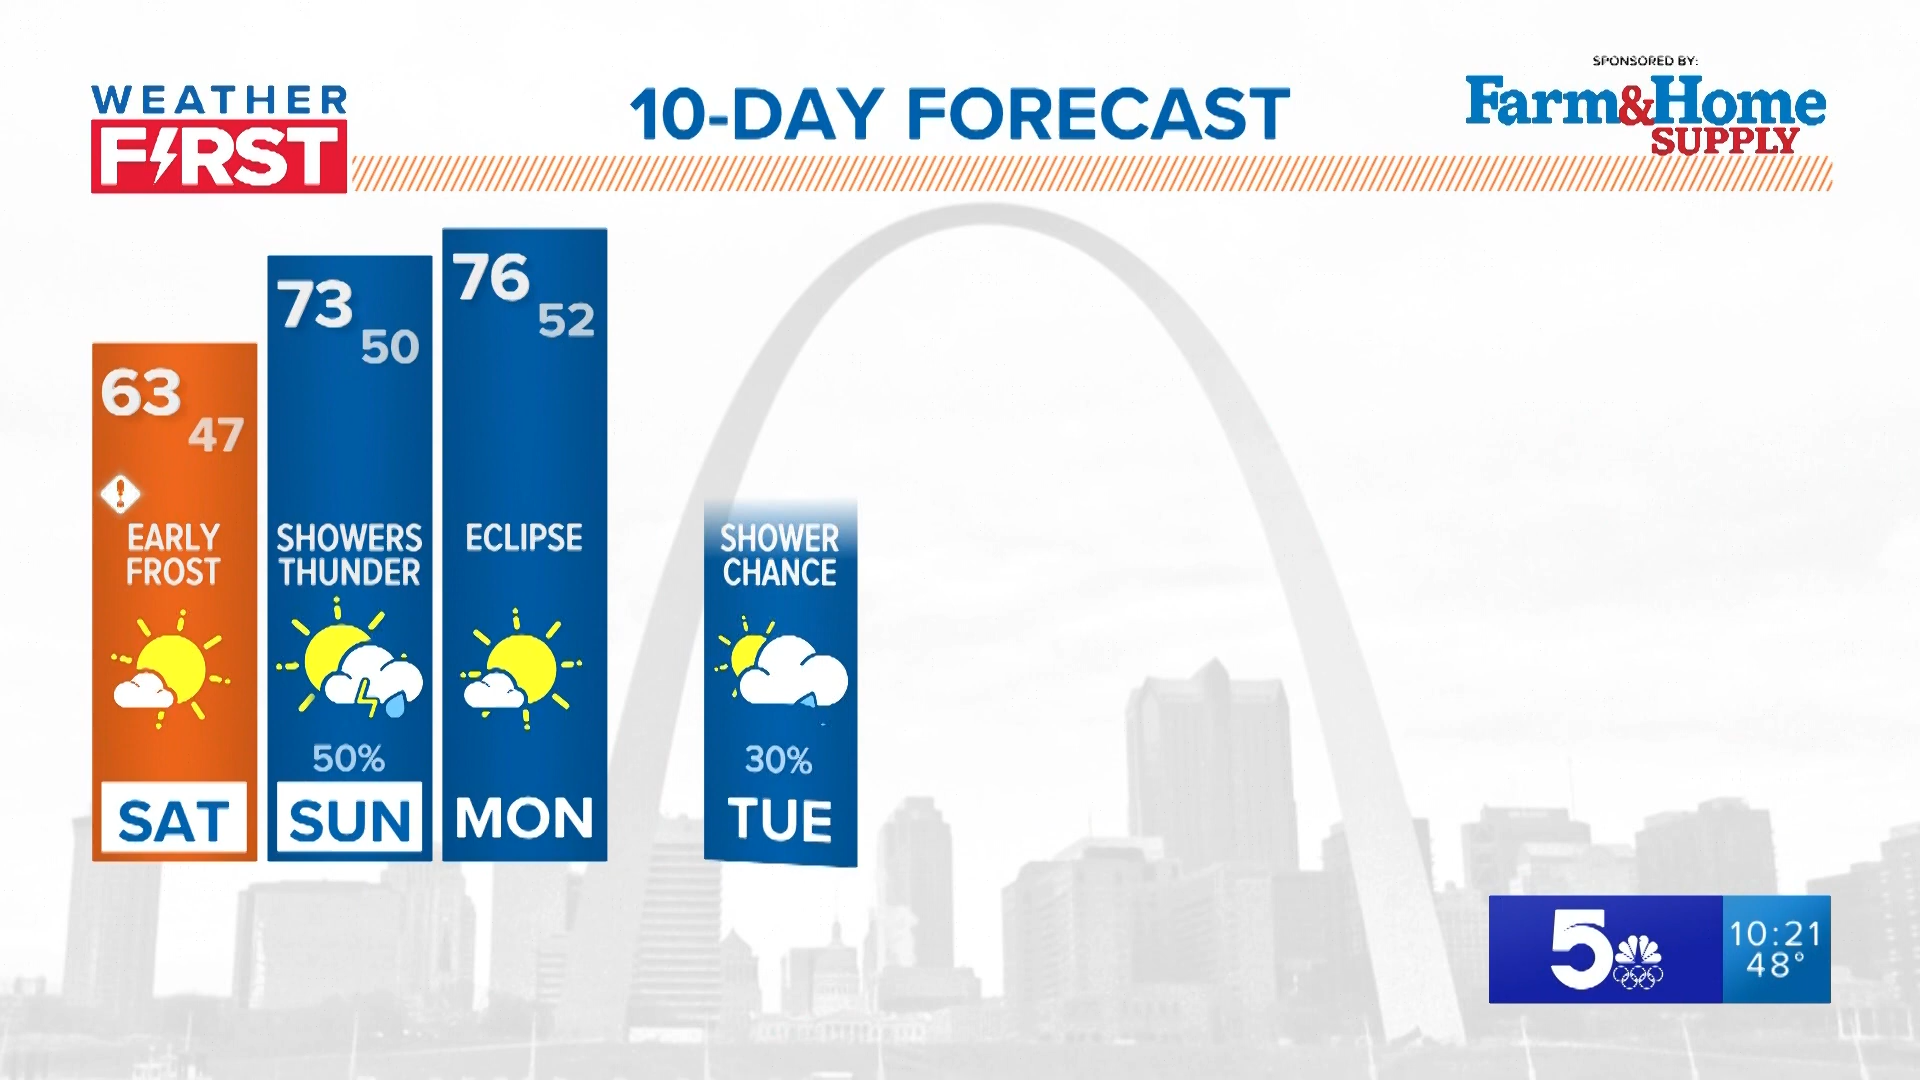 WEATHER
FIRST
10-DAY FORECAST
SPONSORED BY:
Farm&Home
SUPPLY
63
47
EARLY
FROST
SAT
73
50
SHOWERS
THUNDER
50%
SUN
76
52
ECLIPSE
MON
SHOWER
CHANCE
30%
TUE
5
10:21
48°